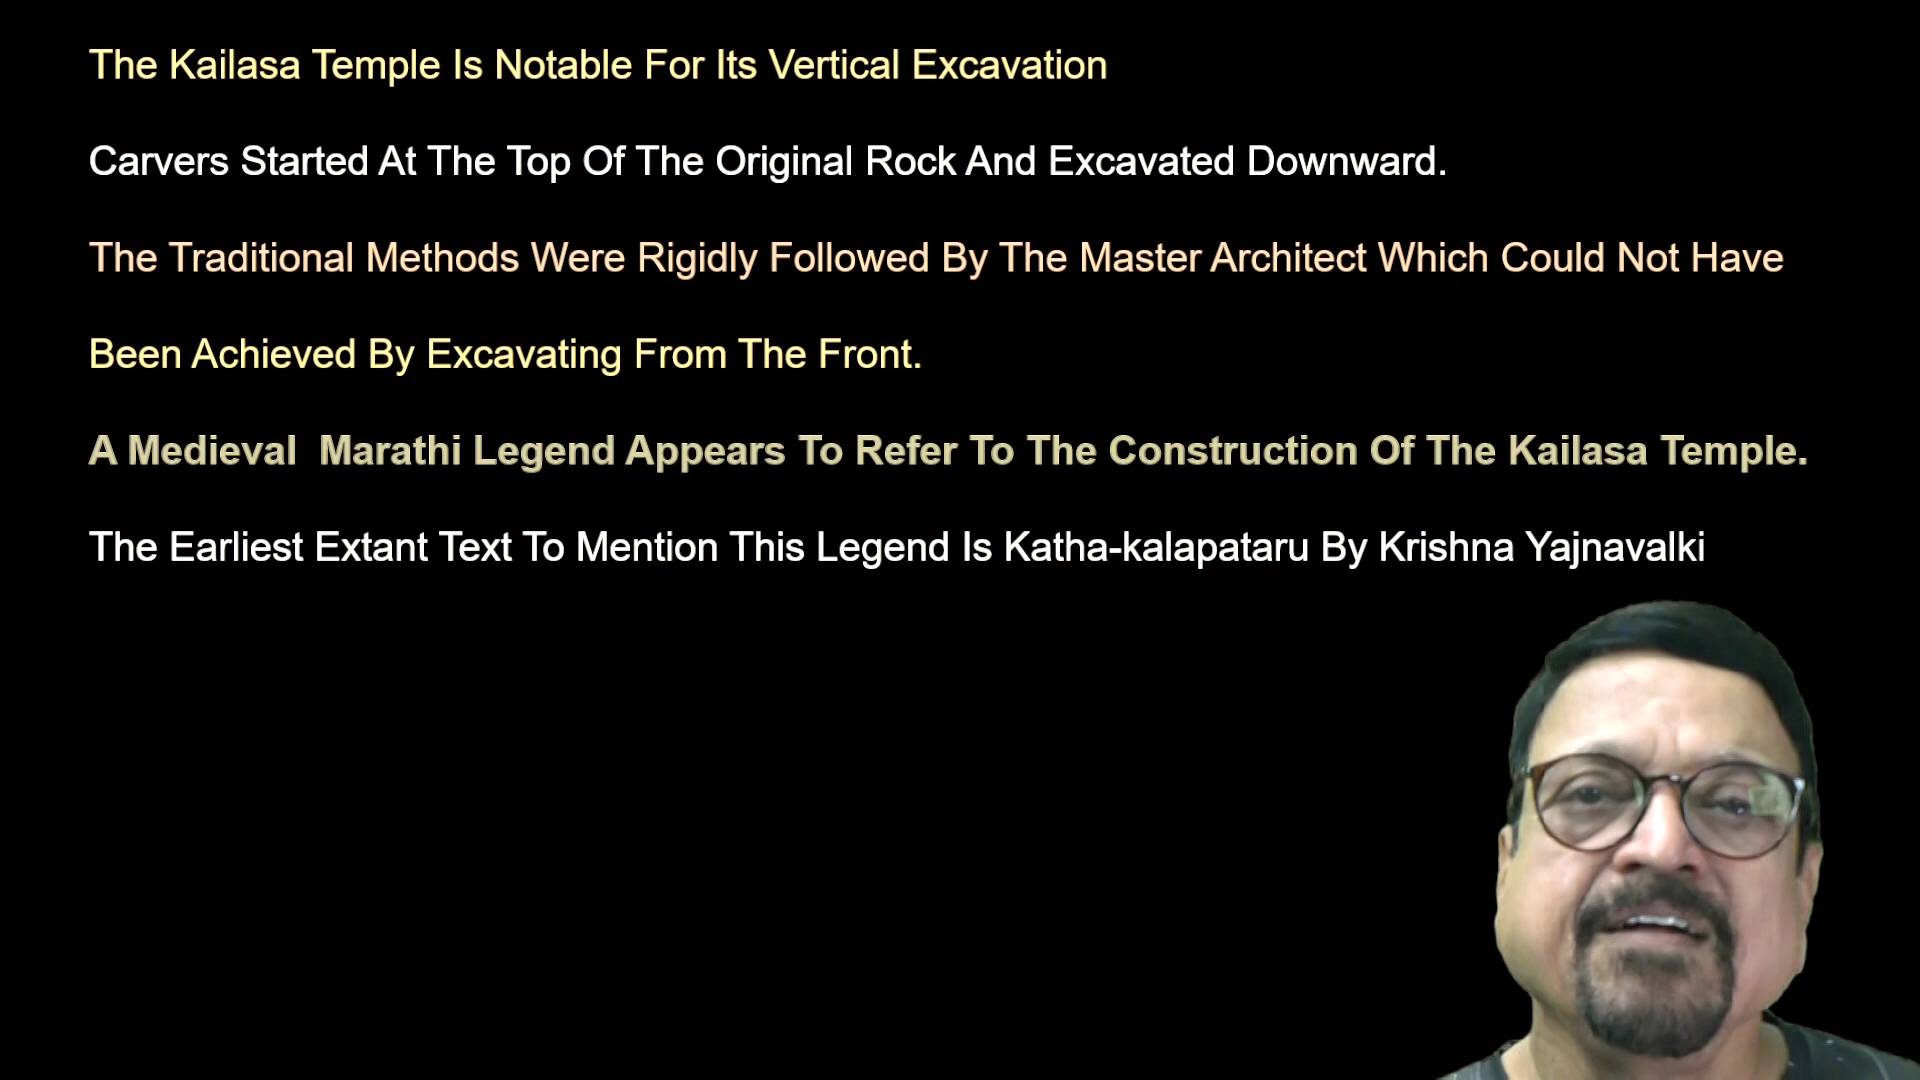 The Kailasa Temple Is Notable For Its Vertical Excavation
Carvers Started At The Top Of The Original Rock And Excavated Downward.
The Traditional Methods Were Rigidly Followed By The Master Architect Which Could Not Have
Been Achieved By Excavating From The Front.
A Medieval  Marathi Legend Appears To Refer To The Construction Of The Kailasa Temple.
The Earliest Extant Text To Mention This Legend Is Katha-kalapataru By Krishna Yajnavalki